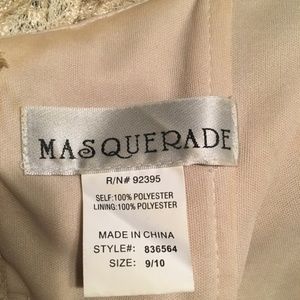 MASQUERADE
R/N# 92395
SELF:100% POLYESTER
LINING:100% POLYESTER
MADE IN CHINA
STYLE#: 836564
SIZE: 9/10